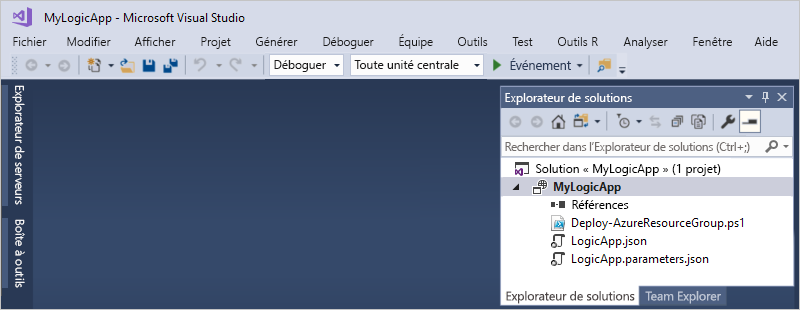 MyLogicApp - Microsoft Visual Studio
Fichier Modifier Afficher Projet Générer Déboguer Équipe Outils Test Outils R Analyser Fenêtre Aide
Déboguer Toute unité centrale Événement
Explorateur de serveurs
Boîte à outils
Explorateur de solutions
Rechercher dans l'Explorateur de solutions (Ctrl+;)
Solution « MyLogicApp » (1 projet)
MyLogicApp
Références
Deploy-AzureResourceGroup.ps1
LogicApp.json
LogicApp.parameters.json
Explorateur de solutions Team Explorer